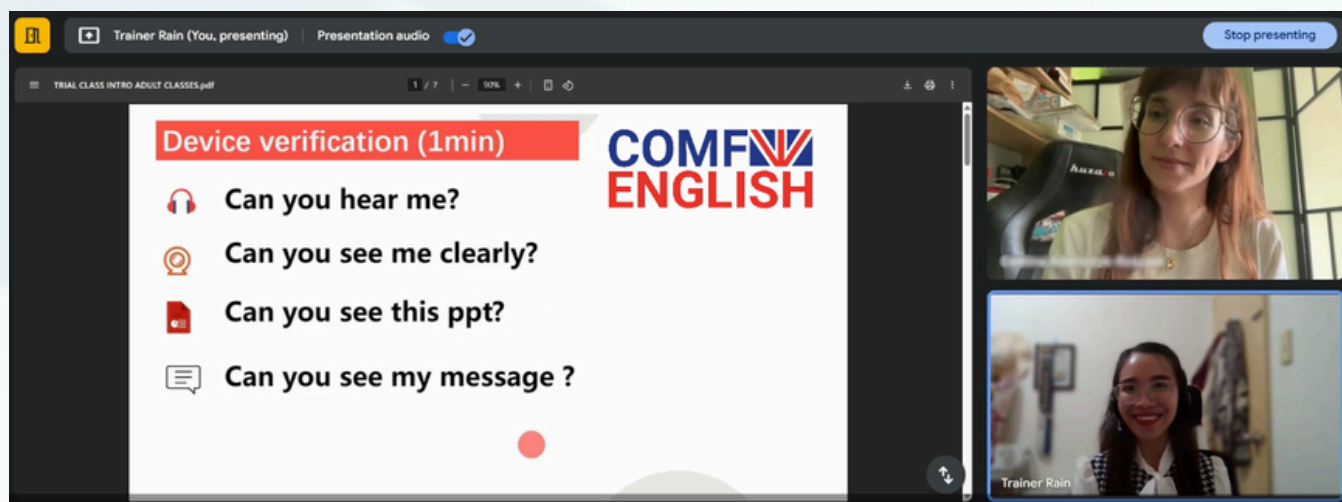 Trainer Rain (You, presenting)
Presentation audio
Stop presenting
TRIAL CLASS INTRO ADULT CLASSES.pdf
1 / 7
90%
Device verification (1min)
COMFY
ENGLISH
Can you hear me?
Can you see me clearly?
Can you see this ppt?
Can you see my message ?
Trainer Rain